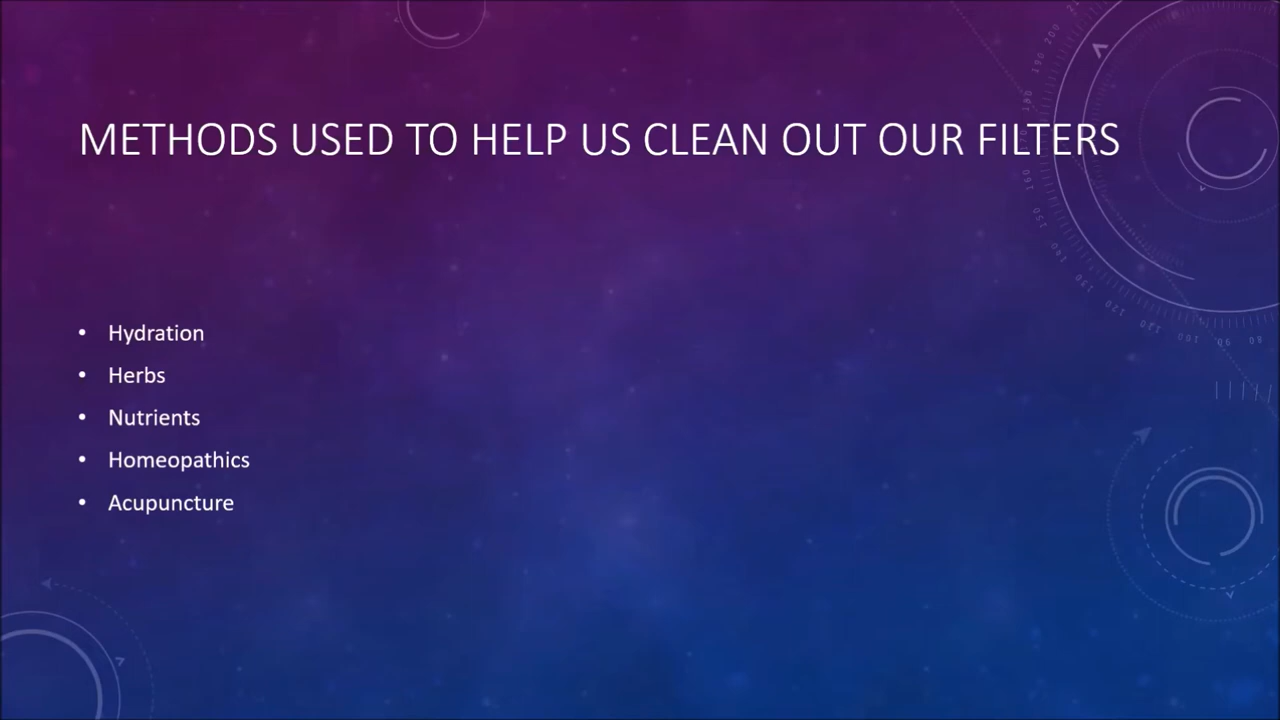 METHODS USED TO HELP US CLEAN OUT OUR FILTERS
• Hydration
• Herbs
• Nutrients
• Homeopathics
• Acupuncture